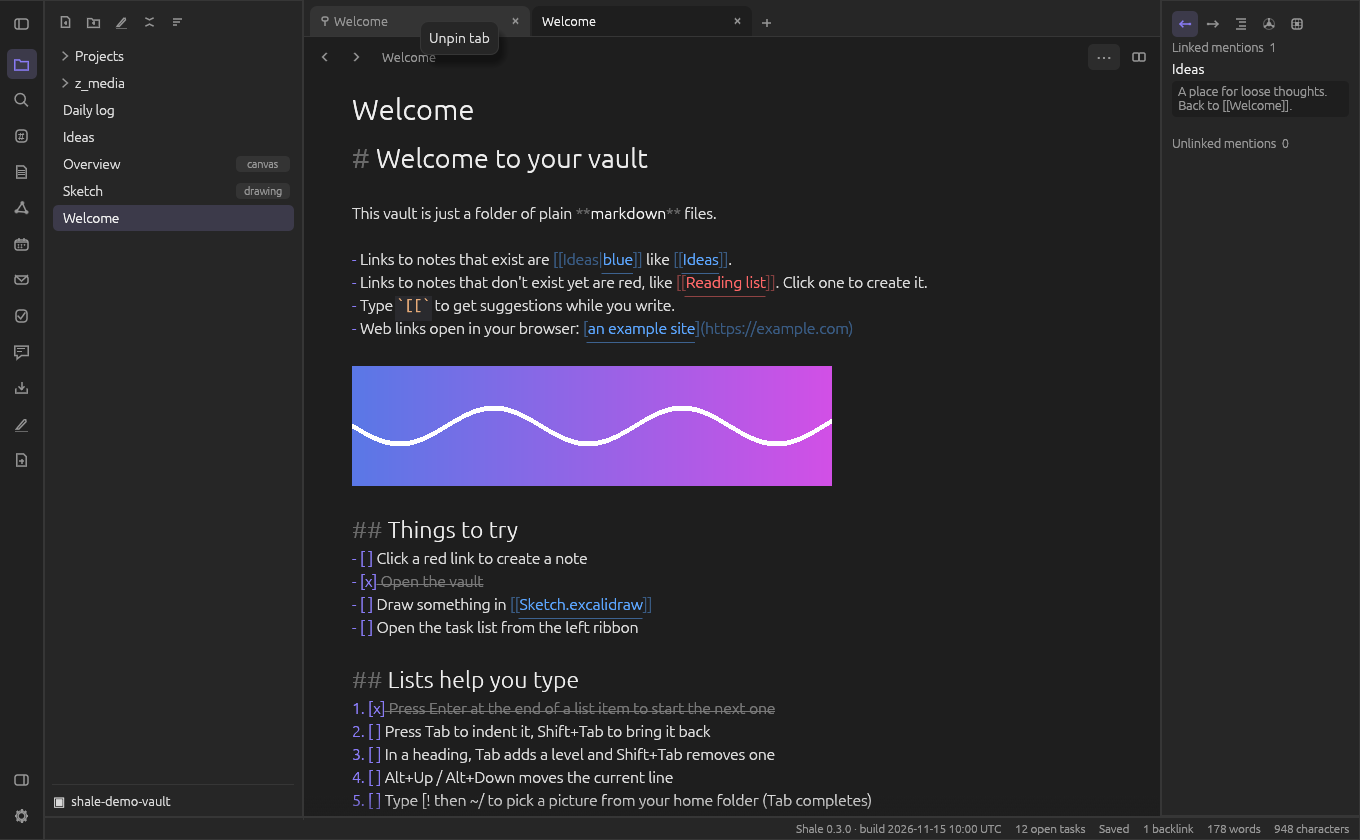 Welcome
Welcome
Unpin tab
Welcome
Projects
z_media
Daily log
Ideas
Overview canvas
Sketch drawing
Welcome
shale-demo-vault
Welcome
# Welcome to your vault
This vault is just a folder of plain **markdown** files.
- Links to notes that exist are [[Ideas|blue]] like [[Ideas]].
- Links to notes that don't exist yet are red, like [[Reading list]]. Click one to create it.
- Type `[[` to get suggestions while you write.
- Web links open in your browser: [an example site](https://example.com)
## Things to try
- [ ] Click a red link to create a note
- [x] Open the vault
- [ ] Draw something in [[Sketch.excalidraw]]
- [ ] Open the task list from the left ribbon
## Lists help you type
1. [x] Press Enter at the end of a list item to start the next one
2. [ ] Press Tab to indent it, Shift+Tab to bring it back
3. [ ] In a heading, Tab adds a level and Shift+Tab removes one
4. [ ] Alt+Up / Alt+Down moves the current line
5. [ ] Type [! then ~/ to pick a picture from your home folder (Tab completes)
Linked mentions 1
Ideas
A place for loose thoughts.
Back to [[Welcome]].
Unlinked mentions 0
Shale 0.3.0 · build 2026-11-15 10:00 UTC 12 open tasks Saved 1 backlink 178 words 948 characters